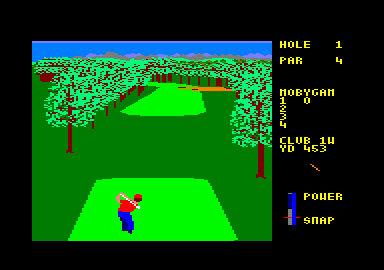 HOLE 1
PAR 4
MOBYGAM
1 0
2
3
4
CLUB 1W
YD 453
POWER
SNAP